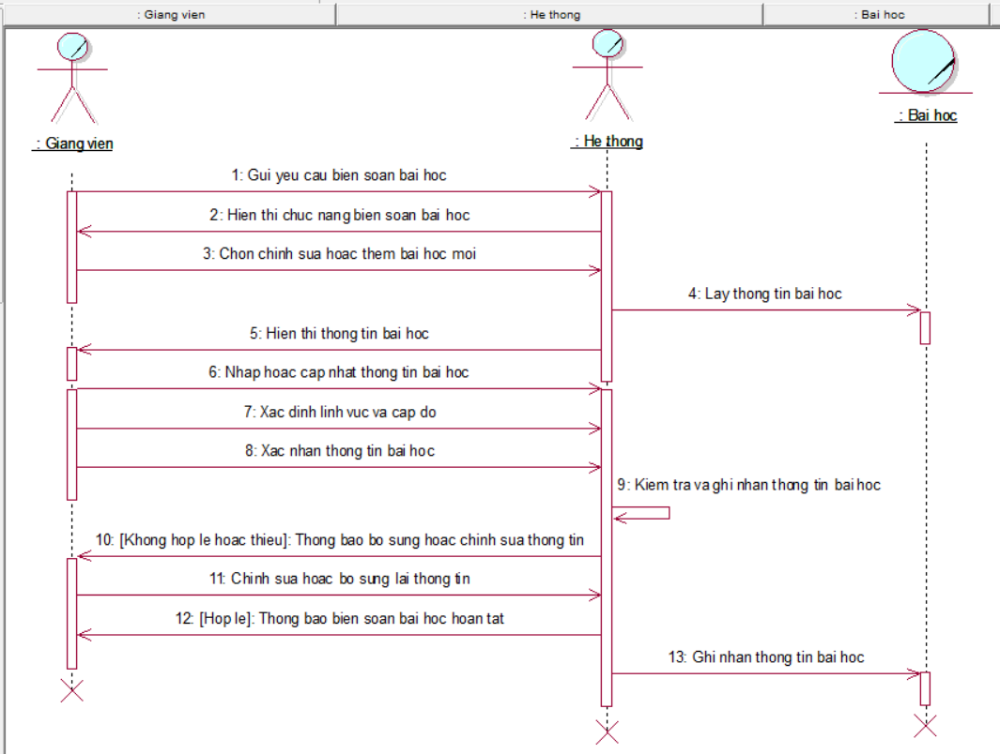 : Giang vien
: He thong
: Bai hoc
: Giang vien
: He thong
: Bai hoc
1: Gui yeu cau bien soan bai hoc
2: Hien thi chuc nang bien soan bai hoc
3: Chon chinh sua hoac them bai hoc moi
4: Lay thong tin bai hoc
5: Hien thi thong tin bai hoc
6: Nhap hoac cap nhat thong tin bai hoc
7: Xac dinh linh vuc va cap do
8: Xac nhan thong tin bai hoc
9: Kiem tra va ghi nhan thong tin bai hoc
10: [Khong hop le hoac thieu]: Thong bao bo sung hoac chinh sua thong tin
11: Chinh sua hoac bo sung lai thong tin
12: [Hop le]: Thong bao bien soan bai hoc hoan tat
13: Ghi nhan thong tin bai hoc